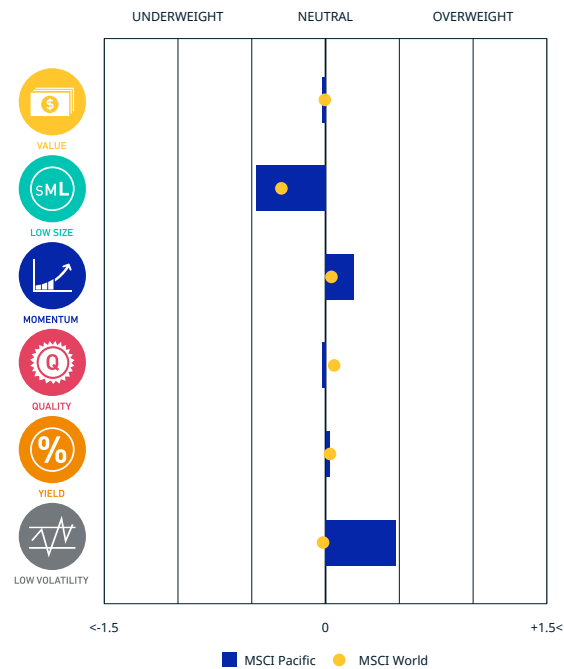 UNDERWEIGHT NEUTRAL OVERWEIGHT
$
VALUE
SML
LOW SIZE
MOMENTUM
Q
QUALITY
%
YIELD
LOW VOLATILITY
<-1.5 0 +1.5<
MSCI Pacific MSCI World